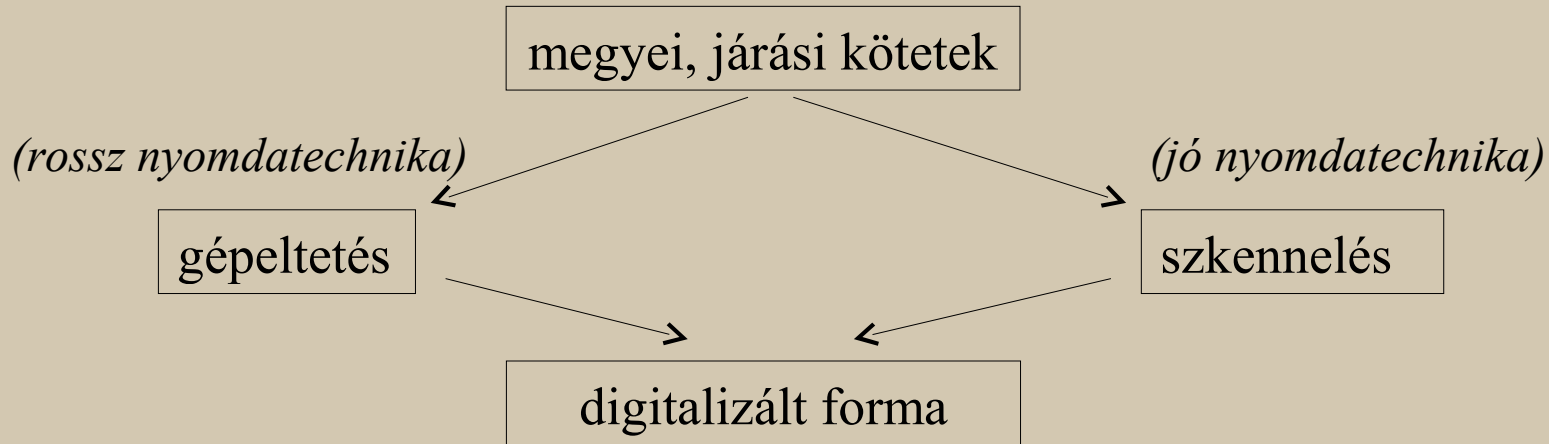 megyei, járási kötetek
(rossz nyomdatechnika)
(jó nyomdatechnika)
gépeltetés
szkennelés
digitalizált forma